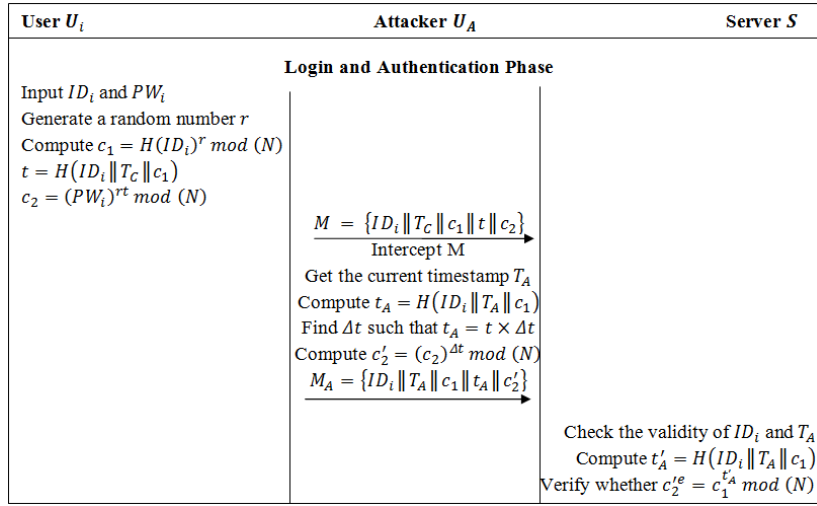 User Uᵢ Attacker U_A Server S
Login and Authentication Phase
Input IDᵢ and PWᵢ
Generate a random number r
Compute c₁ = H(IDᵢ)^r mod (N)
t = H(IDᵢ‖T_C‖c₁)
c₂ = (PWᵢ)^{rt} mod (N)
M = {IDᵢ‖T_C‖c₁‖t‖c₂}
Intercept M
Get the current timestamp T_A
Compute t_A = H(IDᵢ‖T_A‖c₁)
Find Δt such that t_A = t × Δt
Compute c₂′ = (c₂)^{Δt} mod (N)
M_A = {IDᵢ‖T_A‖c₁‖t_A‖c₂′}
Check the validity of IDᵢ and T_A
Compute t′_A = H(IDᵢ‖T_A‖c₁)
Verify whether c₂′^e = c₁^{t′_A} mod (N)